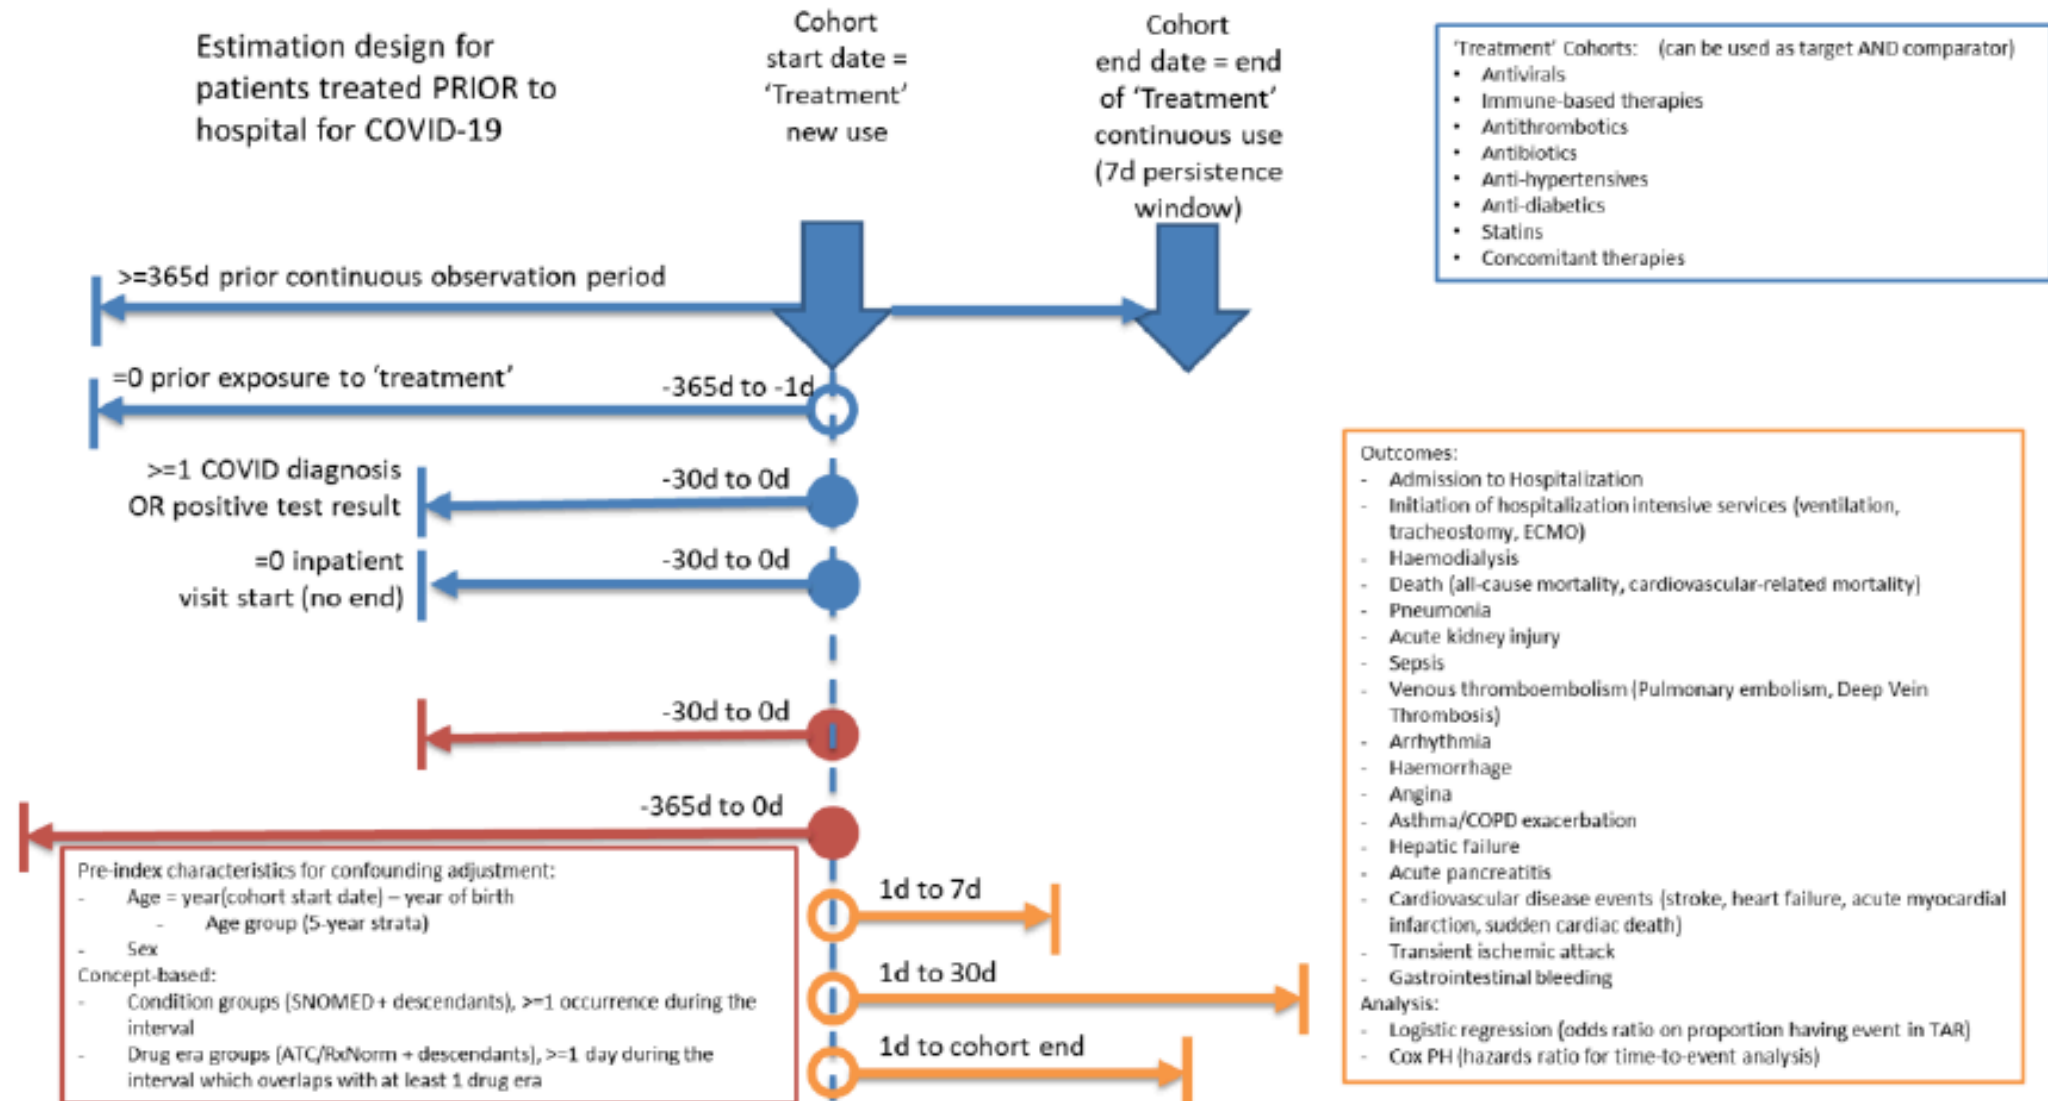 Estimation design for
patients treated PRIOR to
hospital for COVID-19
Cohort
start date =
‘Treatment’
new use
Cohort
end date = end
of ‘Treatment’
continuous use
(7d persistence
window)
‘Treatment’ Cohorts: (can be used as target AND comparator)
• Antivirals
• Immune-based therapies
• Antithrombotics
• Antibiotics
• Anti-hypertensives
• Anti-diabetics
• Statins
• Concomitant therapies
>=365d prior continuous observation period
=0 prior exposure to ‘treatment’
-365d to -1d
>=1 COVID diagnosis
OR positive test result
-30d to 0d
=0 inpatient
visit start (no end)
-30d to 0d
-30d to 0d
-365d to 0d
Pre-index characteristics for confounding adjustment:
- Age = year(cohort start date) – year of birth
- Age group (5-year strata)
- Sex
Concept-based:
- Condition groups (SNOMED + descendants), >=1 occurrence during the
interval
- Drug era groups (ATC/RxNorm + descendants), >=1 day during the
interval which overlaps with at least 1 drug era
1d to 7d
1d to 30d
1d to cohort end
Outcomes:
- Admission to Hospitalization
- Initiation of hospitalization intensive services (ventilation,
tracheostomy, ECMO)
- Haemodialysis
- Death (all-cause mortality, cardiovascular-related mortality)
- Pneumonia
- Acute kidney injury
- Sepsis
- Venous thromboembolism (Pulmonary embolism, Deep Vein
Thrombosis)
- Arrhythmia
- Haemorrhage
- Angina
- Asthma/COPD exacerbation
- Hepatic failure
- Acute pancreatitis
- Cardiovascular disease events (stroke, heart failure, acute myocardial
infarction, sudden cardiac death)
- Transient ischemic attack
- Gastrointestinal bleeding
Analysis:
- Logistic regression (odds ratio on proportion having event in TAR)
- Cox PH (hazards ratio for time-to-event analysis)